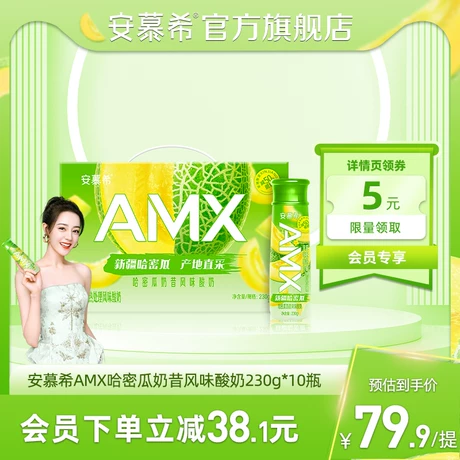 安慕希® 官方旗舰店
安慕希
AMX
新疆哈密瓜 产地直采
哈密瓜奶昔风味酸奶
安慕希
AMX
新疆哈密瓜
详情页领券
5元
限量领取
会员专享
安慕希AMX哈密瓜奶昔风味酸奶230g*10瓶
会员下单立减38.1元
预估到手价
¥79.9/提